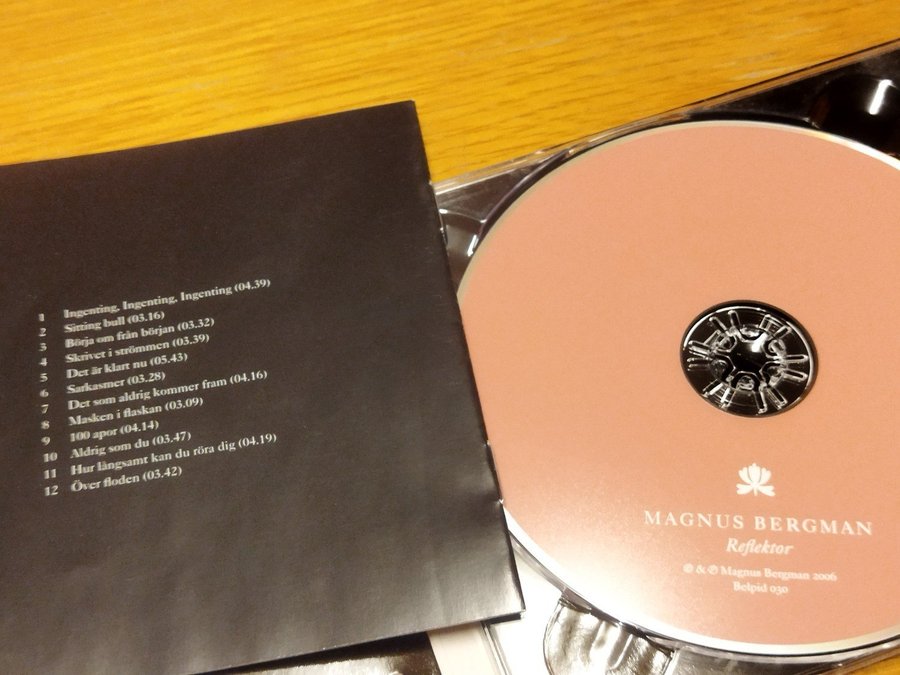 1 Ingenting, Ingenting, Ingenting (04.39)
2 Sitting bull (03.16)
3 Börja om från början (03.32)
4 Skrivet i strömmen (03.39)
5 Det är klart nu (05.43)
6 Sarkasmer (03.28)
7 Det som aldrig kommer fram (04.16)
8 Masken i flaskan (03.09)
9 100 apor (04.14)
10 Aldrig som du (03.47)
11 Hur långsamt kan du röra dig (04.19)
12 Över floden (03.42)
MAGNUS BERGMAN
Reflektor
℗ & ℗ Magnus Bergman 2006
Belpid 030